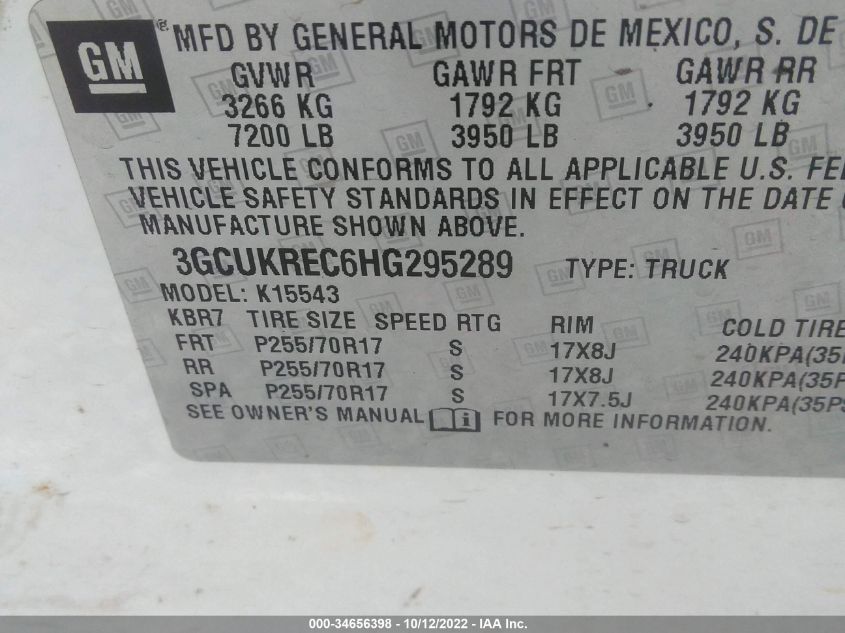 GM ® MFD BY GENERAL MOTORS DE MEXICO, S. DE
GVWR GAWR FRT GAWR RR
3266 KG 1792 KG 1792 KG
7200 LB 3950 LB 3950 LB
THIS VEHICLE CONFORMS TO ALL APPLICABLE U.S.
VEHICLE SAFETY STANDARDS IN EFFECT ON THE DATE
MANUFACTURE SHOWN ABOVE.
3GCUKREC6HG295289 TYPE: TRUCK
MODEL: K15543
KBR7 TIRE SIZE SPEED RTG RIM COLD TIRE
FRT P255/70R17 S 17X8J 240KPA(35
RR P255/70R17 S 17X8J 240KPA(35P
SPA P255/70R17 S 17X7.5J 240KPA(35PS
SEE OWNER'S MANUAL i FOR MORE INFORMATION.
000-34656398 - 10/12/2022 - IAA Inc.